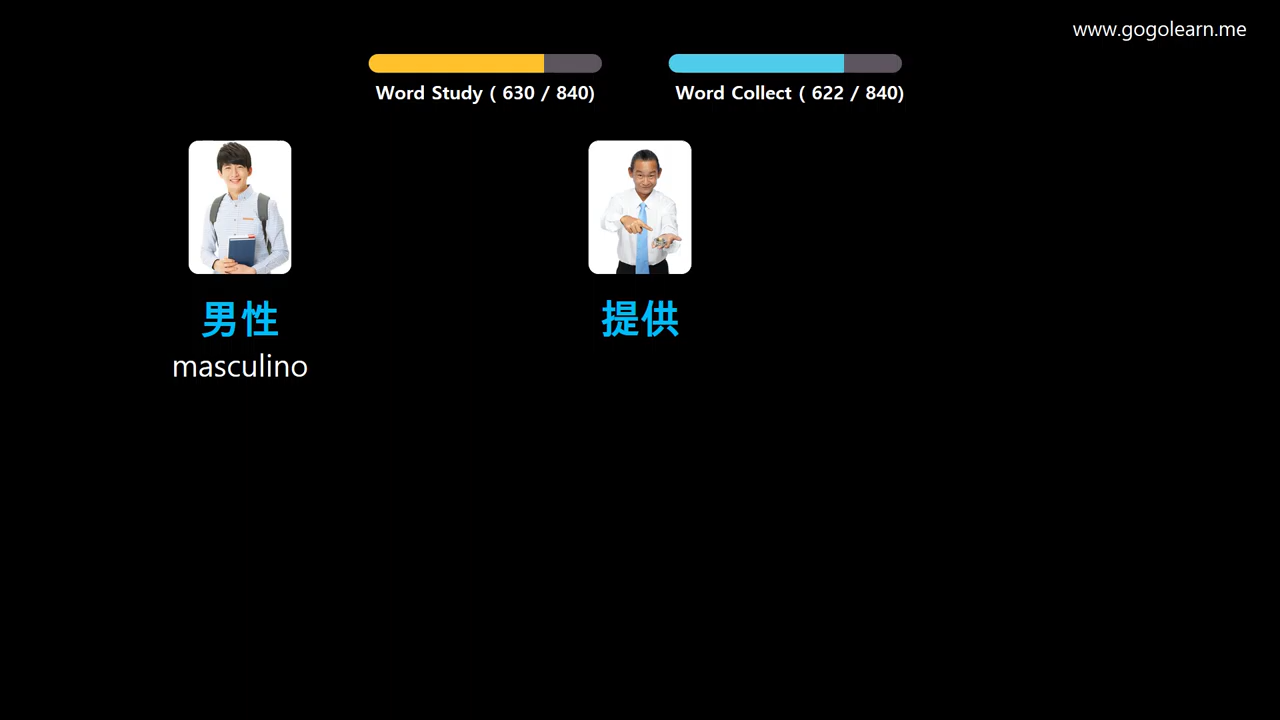 www.gogolearn.me
Word Study ( 630 / 840)
Word Collect ( 622 / 840)
男性
masculino
提供